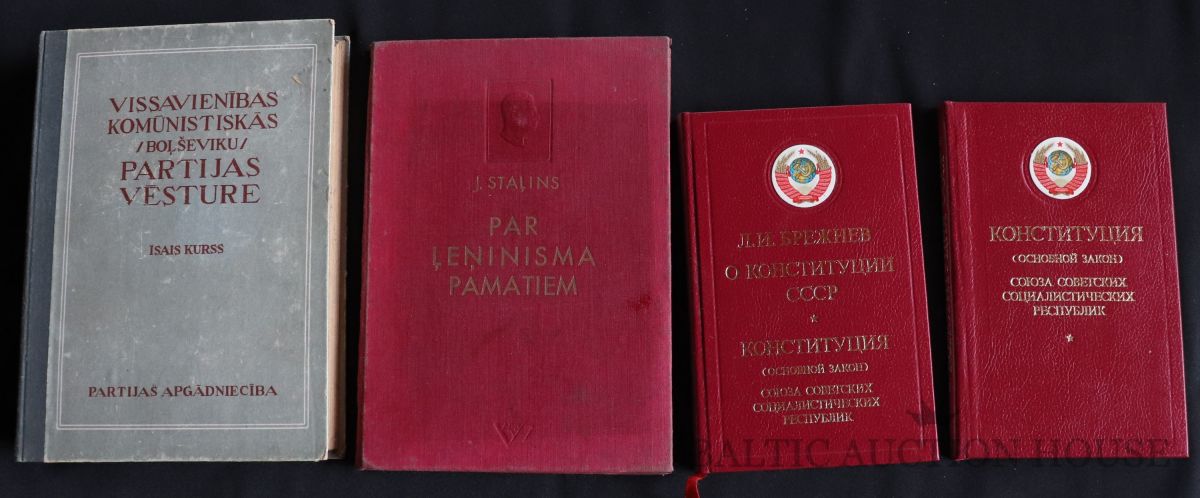 VISSAVIENĪBAS
KOMŪNISTISKĀS
/BOĻŠEVIKU/
PARTIJAS
VĒSTURE
ĪSAIS KURSS
PARTIJAS APGĀDNIECĪBA
J. STAĻINS
PAR
ĻEŅINISMA
PAMATIEM
Л.И. БРЕЖНЕВ
О КОНСТИТУЦИИ
СССР
КОНСТИТУЦИЯ
(ОСНОВНОЙ ЗАКОН)
СОЮЗА СОВЕТСКИХ
СОЦИАЛИСТИЧЕСКИХ
РЕСПУБЛИК
КОНСТИТУЦИЯ
(ОСНОВНОЙ ЗАКОН)
СОЮЗА СОВЕТСКИХ
СОЦИАЛИСТИЧЕСКИХ
РЕСПУБЛИК
BALTIC AUCTION HOUSE